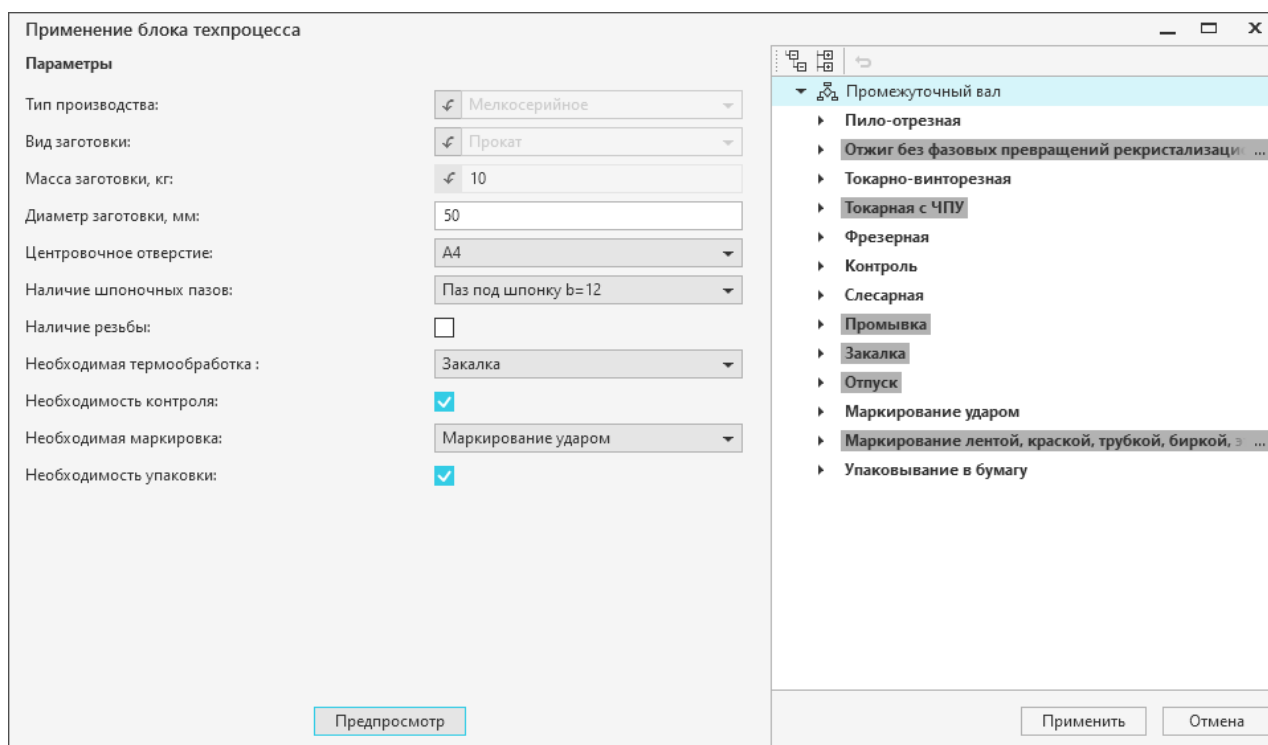 Применение блока техпроцесса
Параметры
Тип производства:
Мелкосерийное
Вид заготовки:
Прокат
Масса заготовки, кг:
10
Диаметр заготовки, мм:
50
Центровочное отверстие:
А4
Наличие шпоночных пазов:
Паз под шпонку b=12
Наличие резьбы:
Необходимая термообработка :
Закалка
Необходимость контроля:
Необходимая маркировка:
Маркирование ударом
Необходимость упаковки:
Предпросмотр
Промежуточный вал
Пило-отрезная
Отжиг без фазовых превращений рекристализаци ...
Токарно-винторезная
Токарная с ЧПУ
Фрезерная
Контроль
Слесарная
Промывка
Закалка
Отпуск
Маркирование ударом
Маркирование лентой, краской, трубкой, биркой, э ...
Упаковывание в бумагу
Применить
Отмена